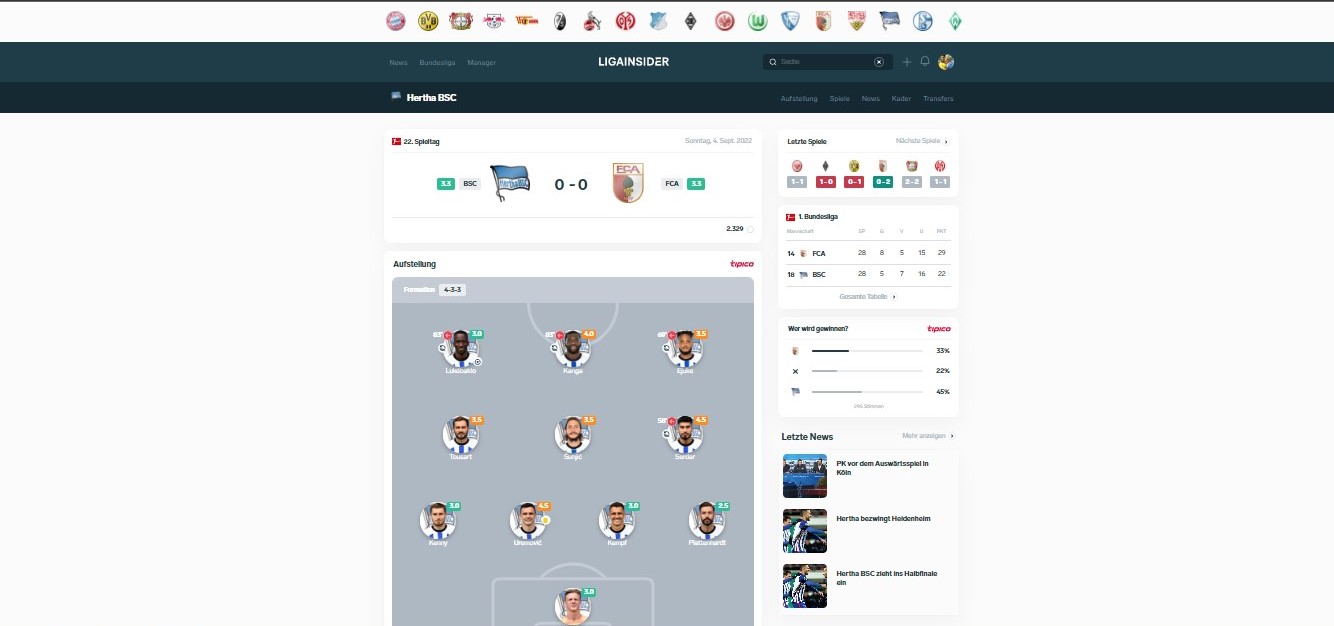 News Bundesliga Manager
LIGAINSIDER
Suche
Hertha BSC
Aufstellung Spiele News Kader Transfers
22. Spieltag
Sonntag, 4. Sept. 2022
3.3 BSC 0 - 0 FCA 3.3
2.329
Aufstellung
tipico
Formation 4-3-3
3.0 4.0 3.5
Lukebakio Kanga Ejuke
3.5 3.5 4.5
Tousart Sunjic Serdar
3.0 4.5 3.0 2.5
Kenny Uremović Kempf Plattenhardt
3.0
Letzte Spiele
Nächste Spiele
1-1 1-0 0-1 0-2 2-2 1-1
1. Bundesliga
Mannschaft SP G V U PKT
14 FCA 28 8 5 15 29
18 BSC 28 5 7 16 22
Gesamte Tabelle
Wer wird gewinnen?
tipico
33%
22%
45%
Stimmen
Letzte News
Mehr anzeigen
PK vor dem Auswärtsspiel in
Köln
Hertha bezwingt Heidenheim
Hertha BSC zieht ins Halbfinale
ein